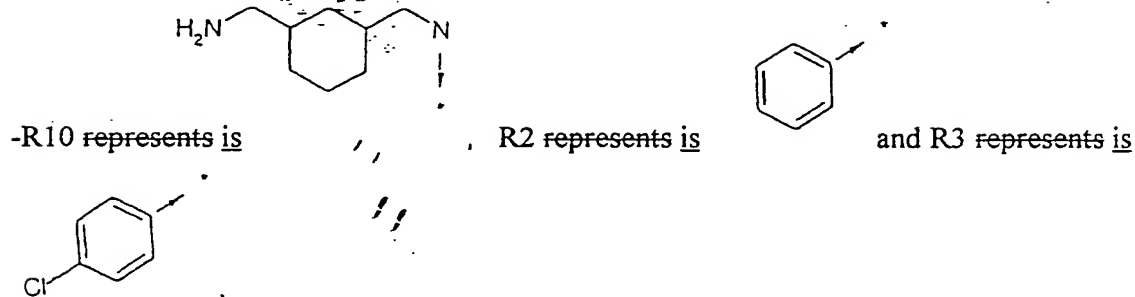 H₂N N
-R10 represents is , R2 represents is and R3 represents is
Cl
,